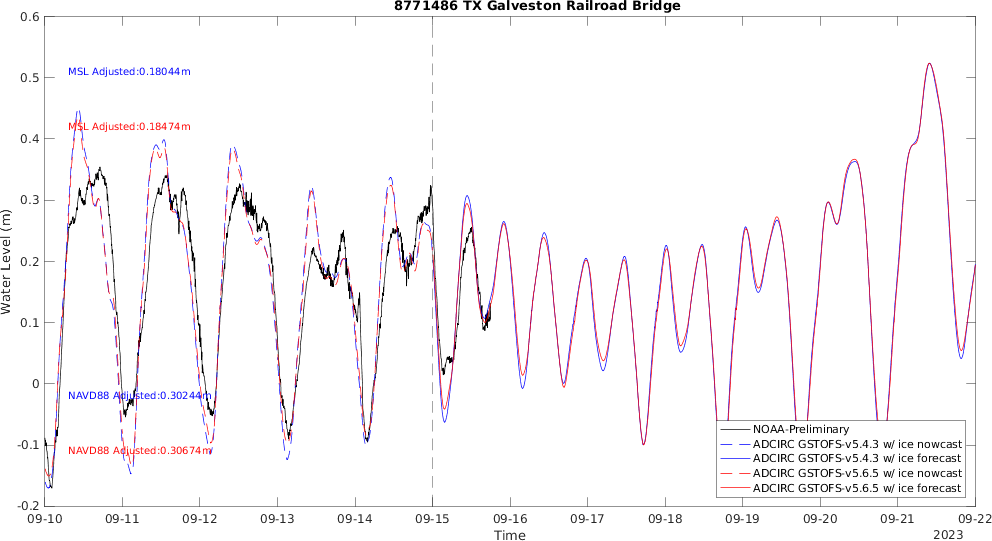 8771486 TX Galveston Railroad Bridge
0.6
0.5
0.4
0.3
0.2
0.1
0
-0.1
-0.2
Water Level (m)
MSL Adjusted:0.18044m
MSL Adjusted:0.18474m
NAVD88 Adjusted:0.30244m
NAVD88 Adjusted:0.30674m
NOAA-Preliminary
ADCIRC GSTOFS-v5.4.3 w/ ice nowcast
ADCIRC GSTOFS-v5.4.3 w/ ice forecast
ADCIRC GSTOFS-v5.6.5 w/ ice nowcast
ADCIRC GSTOFS-v5.6.5 w/ ice forecast
09-10 09-11 09-12 09-13 09-14 09-15 09-16 09-17 09-18 09-19 09-20 09-21 09-22
Time
2023